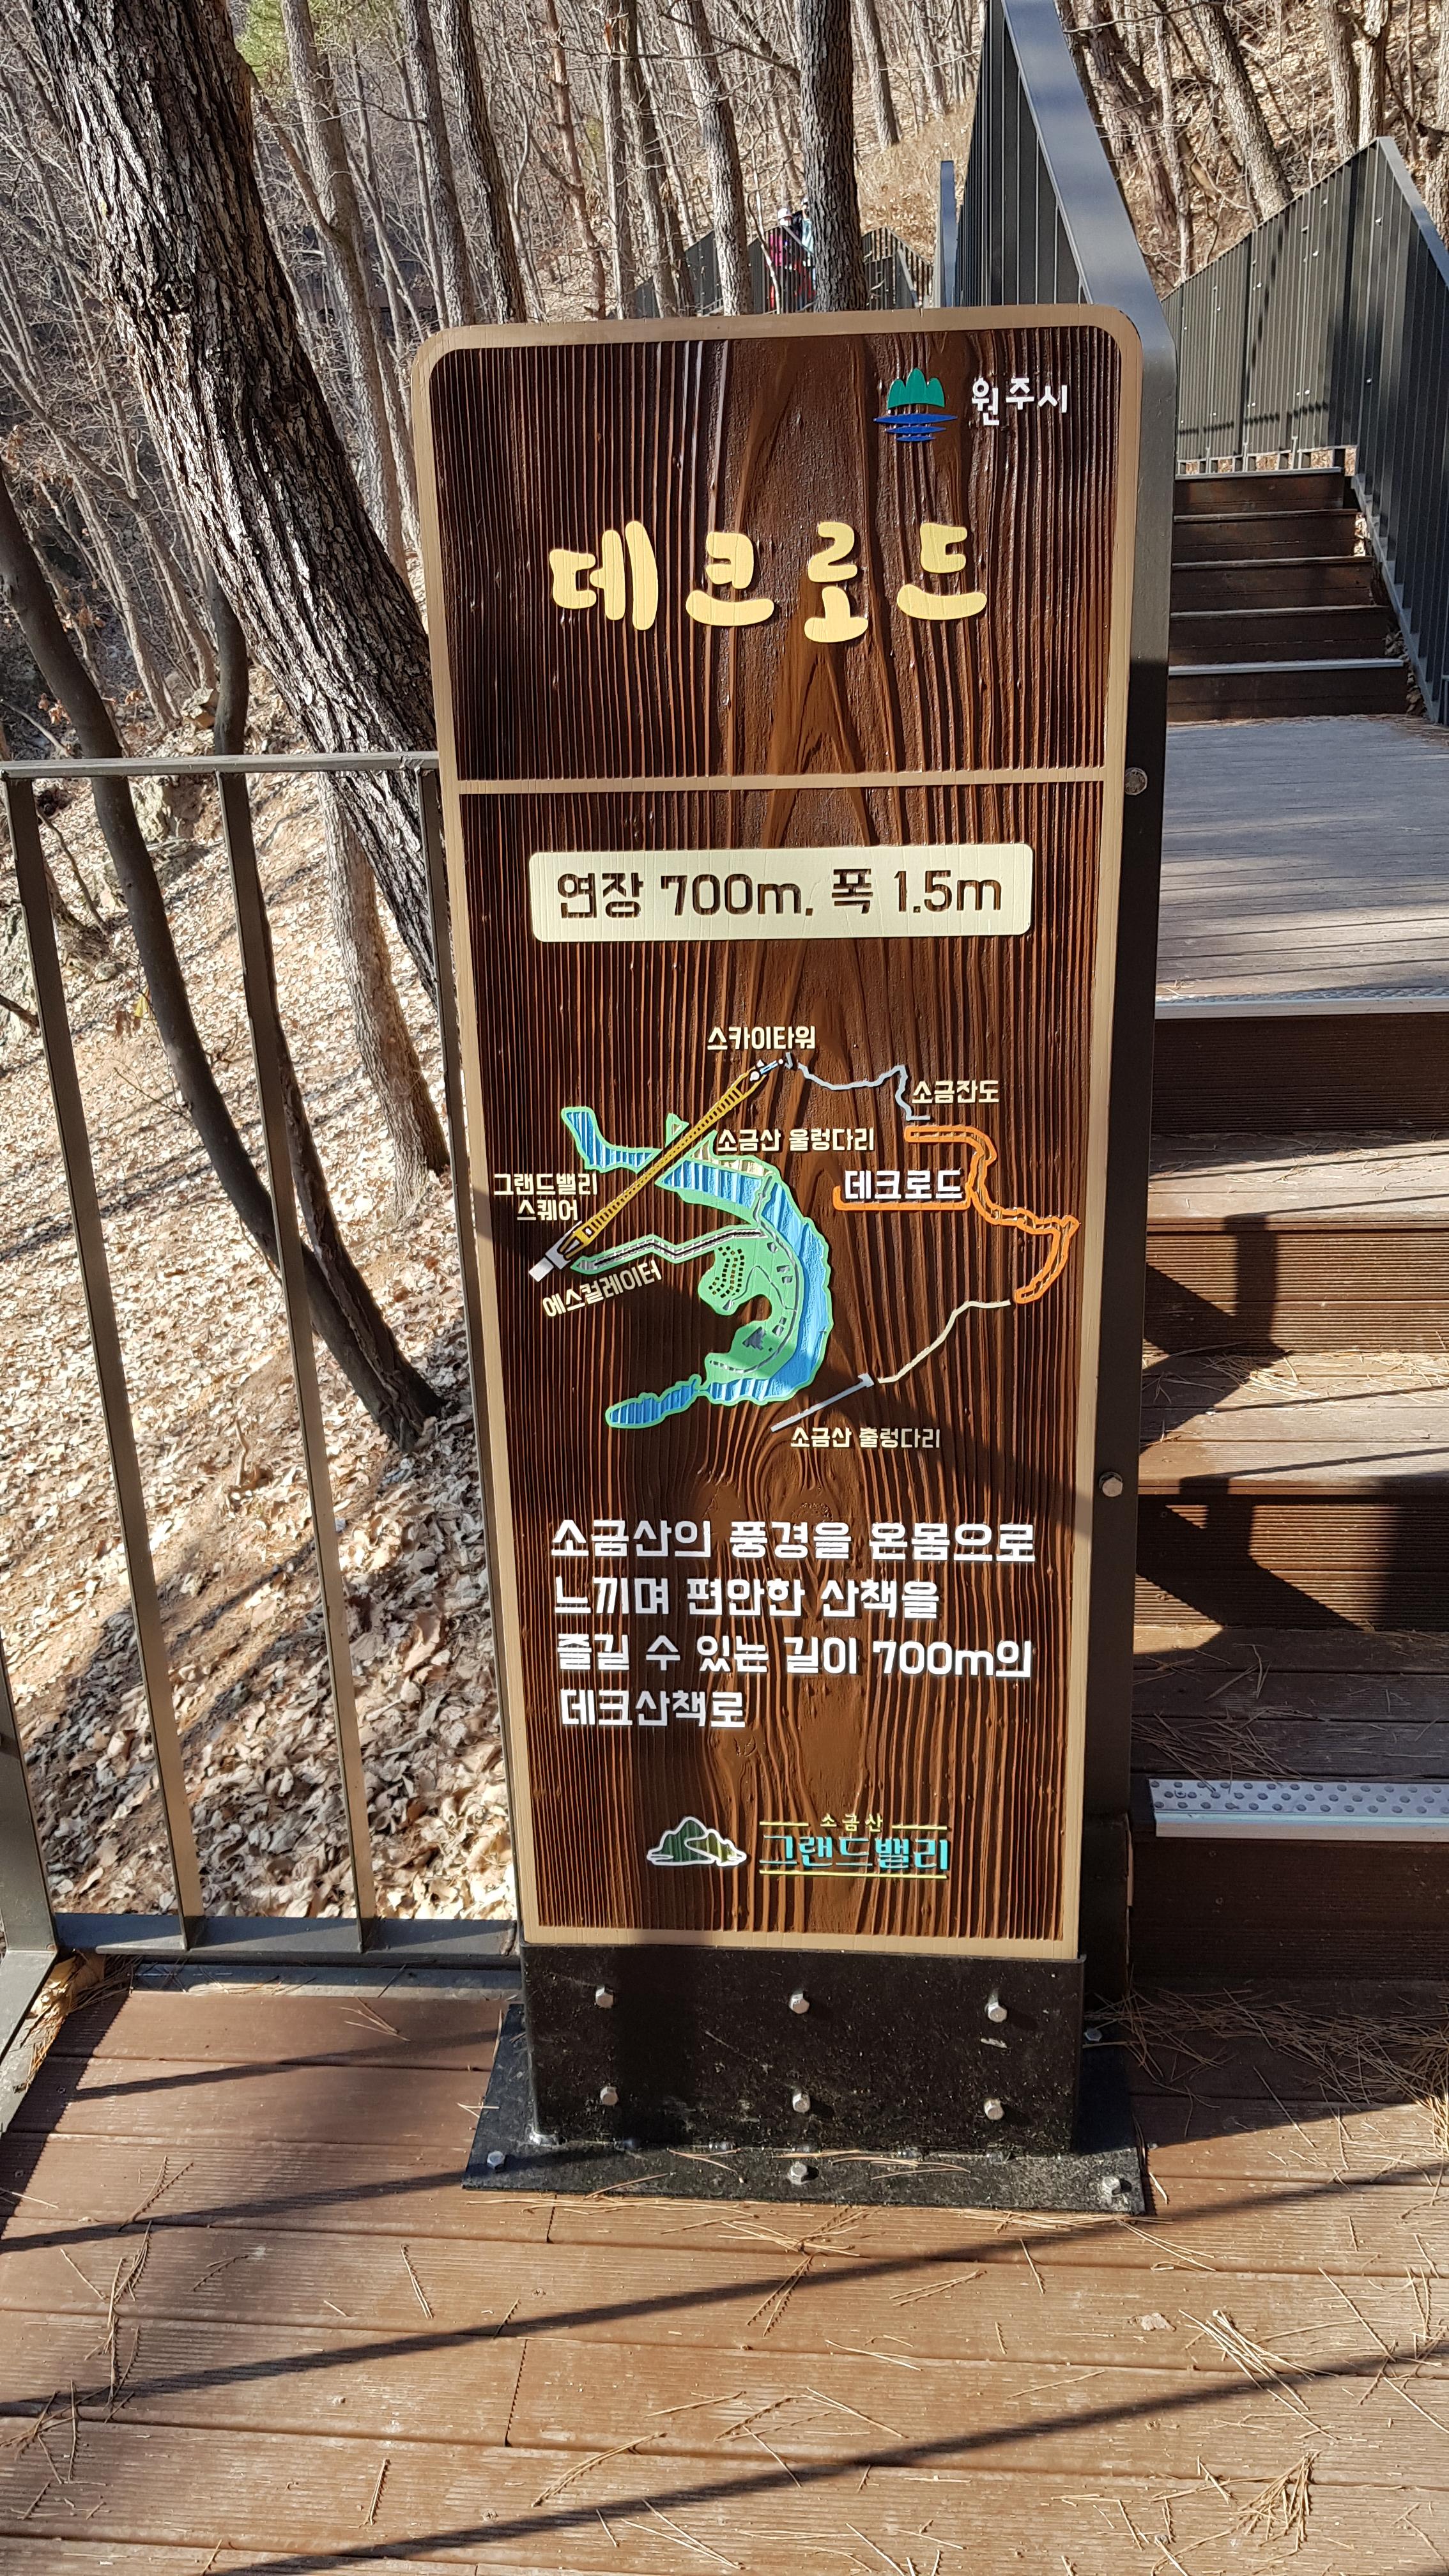 원주시
데크로드
연장 700m, 폭 1.5m
스카이타워
소금잔도
소금산 울렁다리
그랜드밸리
스퀘어
데크로드
에스컬레이터
소금산 출렁다리
소금산의 풍경을 온몸으로
느끼며 편안한 산책을
즐길 수 있는 길이 700m의
데크산책로
소금산
그랜드밸리